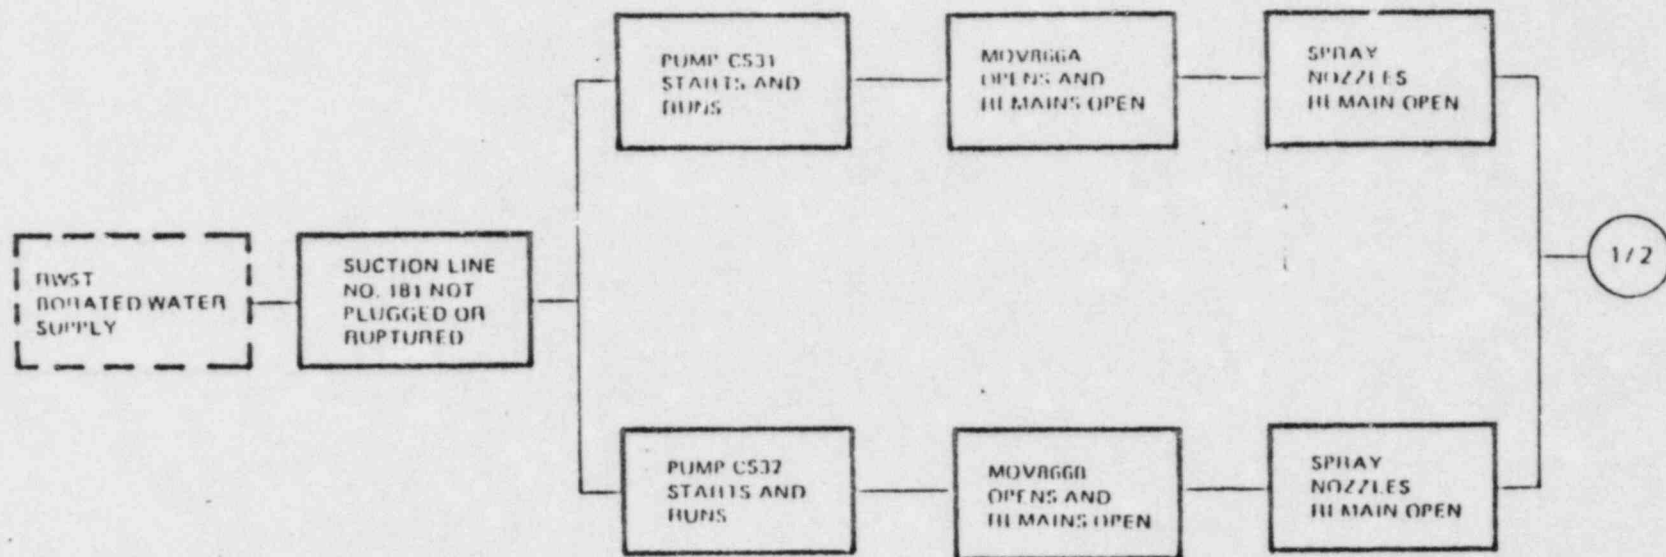 PUMP CS31
STARTS AND
RUNS
MOV866A
OPENS AND
REMAINS OPEN
SPRAY
NOZZLES
REMAIN OPEN
RWST
BORATED WATER
SUPPLY
SUCTION LINE
NO. 181 NOT
PLUGGED OR
RUPTURED
1/2
PUMP CS32
STARTS AND
RUNS
MOV866B
OPENS AND
REMAINS OPEN
SPRAY
NOZZLES
REMAIN OPEN